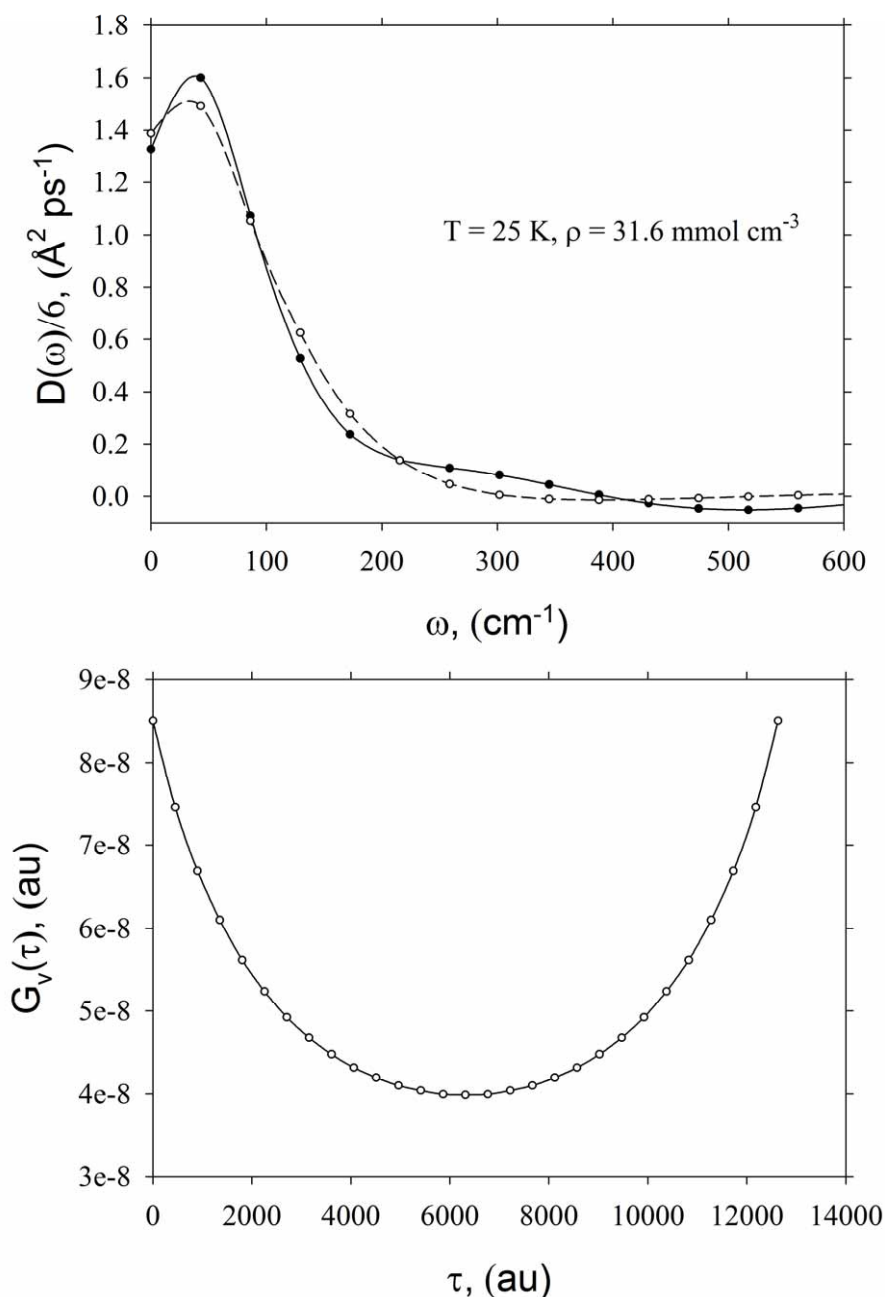 1.8
1.6
1.4
1.2
1.0
0.8
0.6
0.4
0.2
0.0
D(ω)/6, (Å² ps⁻¹)
T = 25 K, ρ = 31.6 mmol cm⁻³
0 100 200 300 400 500 600
ω, (cm⁻¹)
9e-8
8e-8
7e-8
6e-8
5e-8
4e-8
3e-8
Gᵥ(τ), (au)
0 2000 4000 6000 8000 10000 12000 14000
τ, (au)